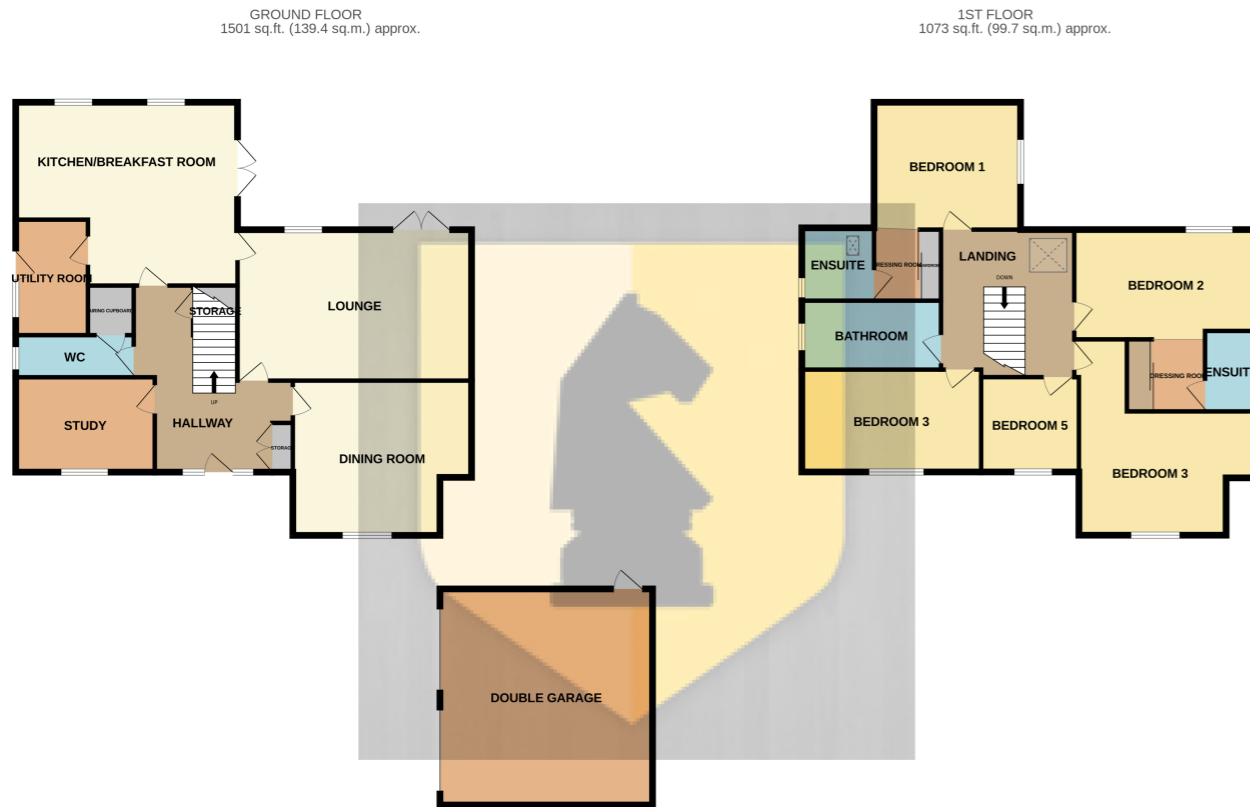 GROUND FLOOR
1501 sq.ft. (139.4 sq.m.) approx.
KITCHEN/BREAKFAST ROOM
UTILITY ROOM
STORAGE
LOUNGE
WC
UP
STUDY
HALLWAY
STORAGE
DINING ROOM
DOUBLE GARAGE
1ST FLOOR
1073 sq.ft. (99.7 sq.m.) approx.
BEDROOM 1
ENSUITE
LANDING
DOWN
BEDROOM 2
BATHROOM
DRESSING ROOM
ENSUIT
BEDROOM 3
BEDROOM 5
BEDROOM 3